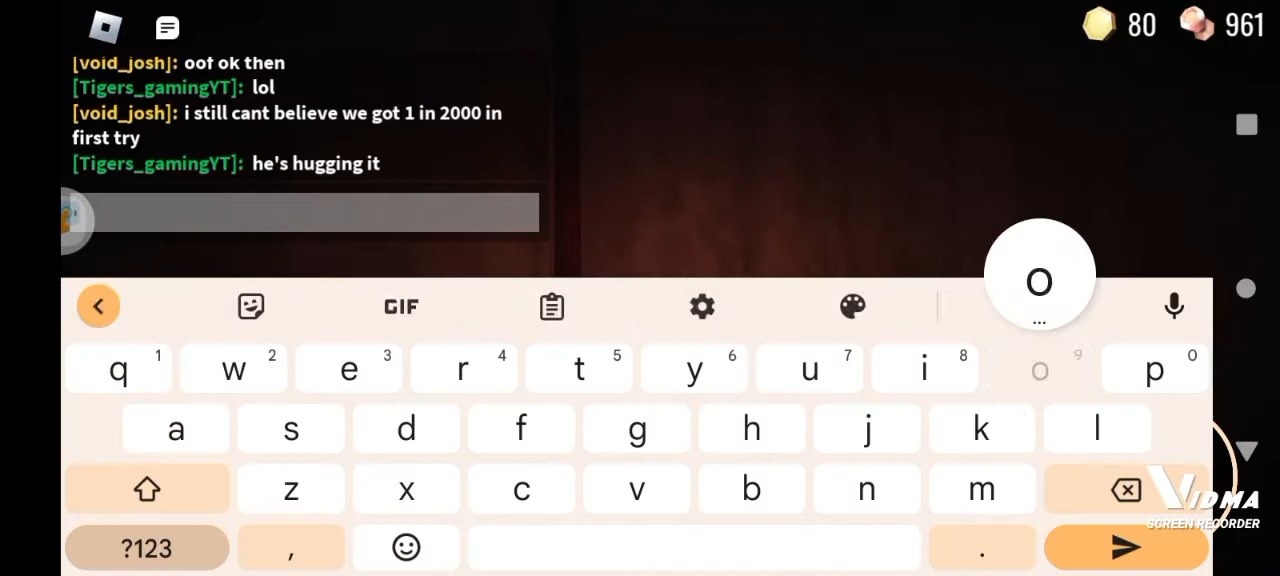 80 961
[void_josh]: oof ok then
[Tigers_gamingYT]: lol
[void_josh]: i still cant believe we got 1 in 2000 in
first try
[Tigers_gamingYT]: he's hugging it
o
...
GIF
q 1 w 2 e 3 r 4 t 5 y 6 u 7 i 8 o 9 p 0
a s d f g h j k l
z x c v b n m
VIDMA
SCREEN RECORDER
?123 , .